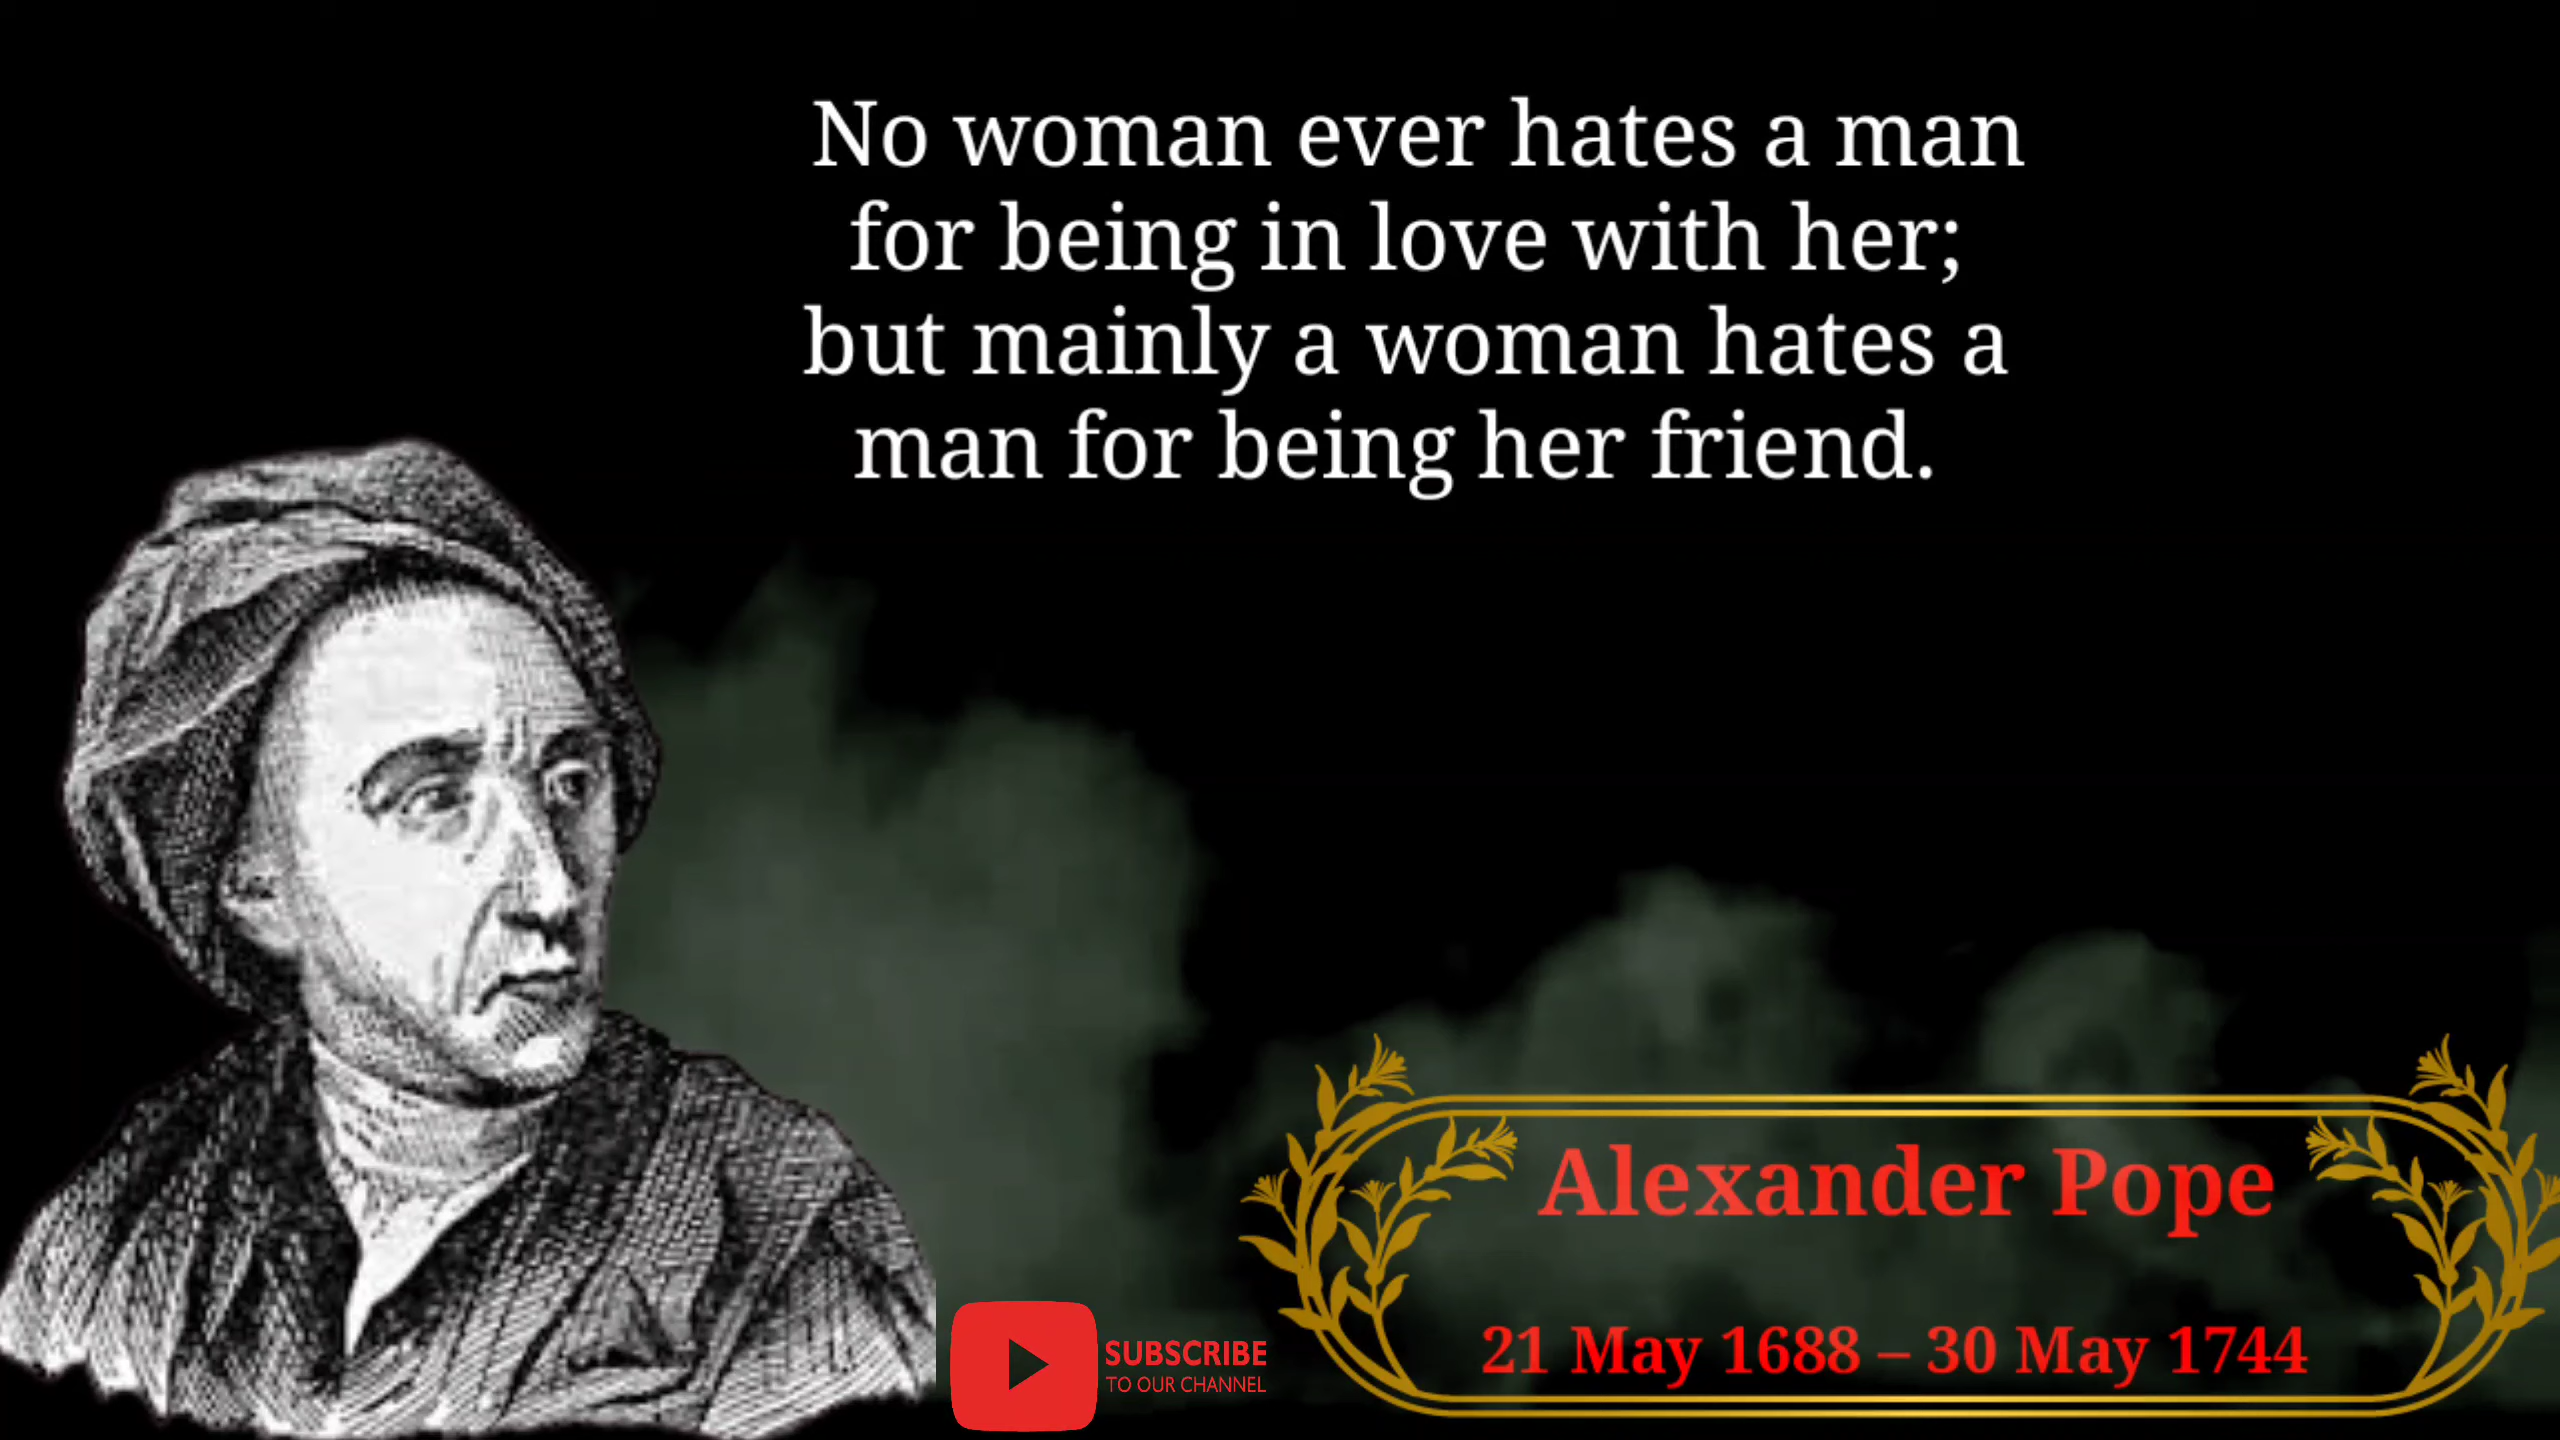 No woman ever hates a man
for being in love with her;
but mainly a woman hates a
man for being her friend.
Alexander Pope
21 May 1688 – 30 May 1744
SUBSCRIBE
TO OUR CHANNEL